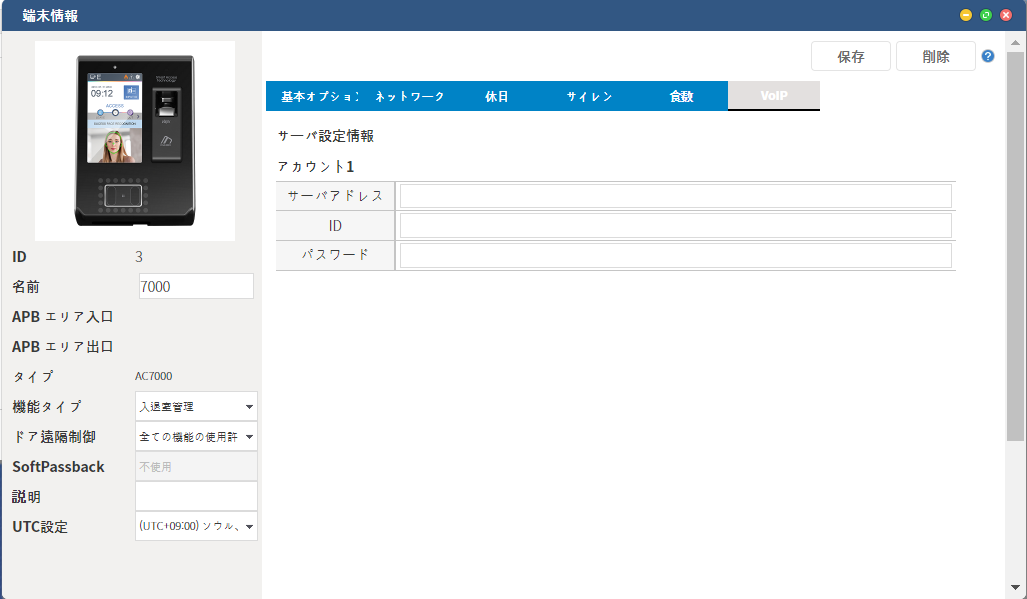 端末情報
保存
削除
?
基本オプション
ネットワーク
休日
サイレン
食数
VoIP
サーバ設定情報
アカウント1
サーバアドレス
ID
パスワード
09:12
ACCESS
ID
3
名前
7000
APB エリア入口
APB エリア出口
タイプ
AC7000
機能タイプ
入退室管理
ドア遠隔制御
全ての機能の使用許
SoftPassback
不使用
説明
UTC設定
(UTC+09:00) ソウル、